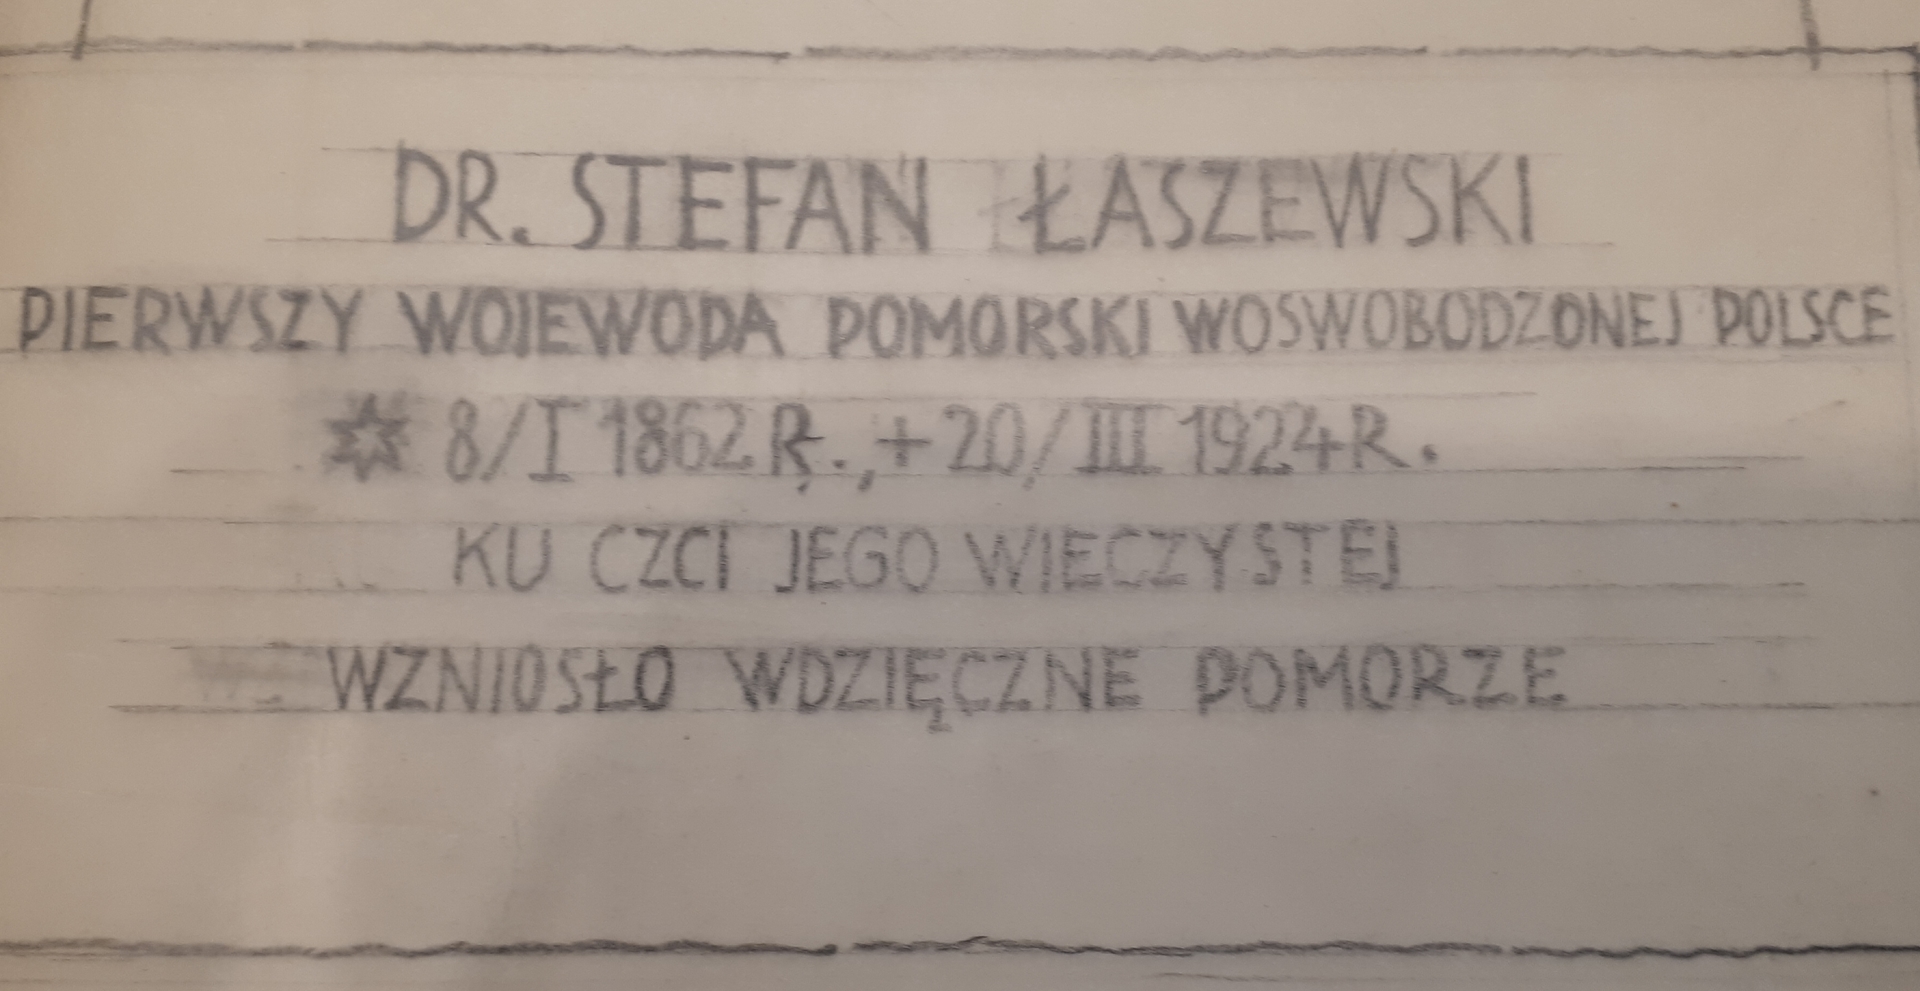 DR. STEFAN ŁASZEWSKI
PIERWSZY WOJEWODA POMORSKI WOSWOBODZONEJ POLSCE
✡ 8/I 1862 R., + 20/III 1924 R.
KU CZCI JEGO WIECZYSTEJ
WZNIOSŁO WDZIĘCZNE POMORZE